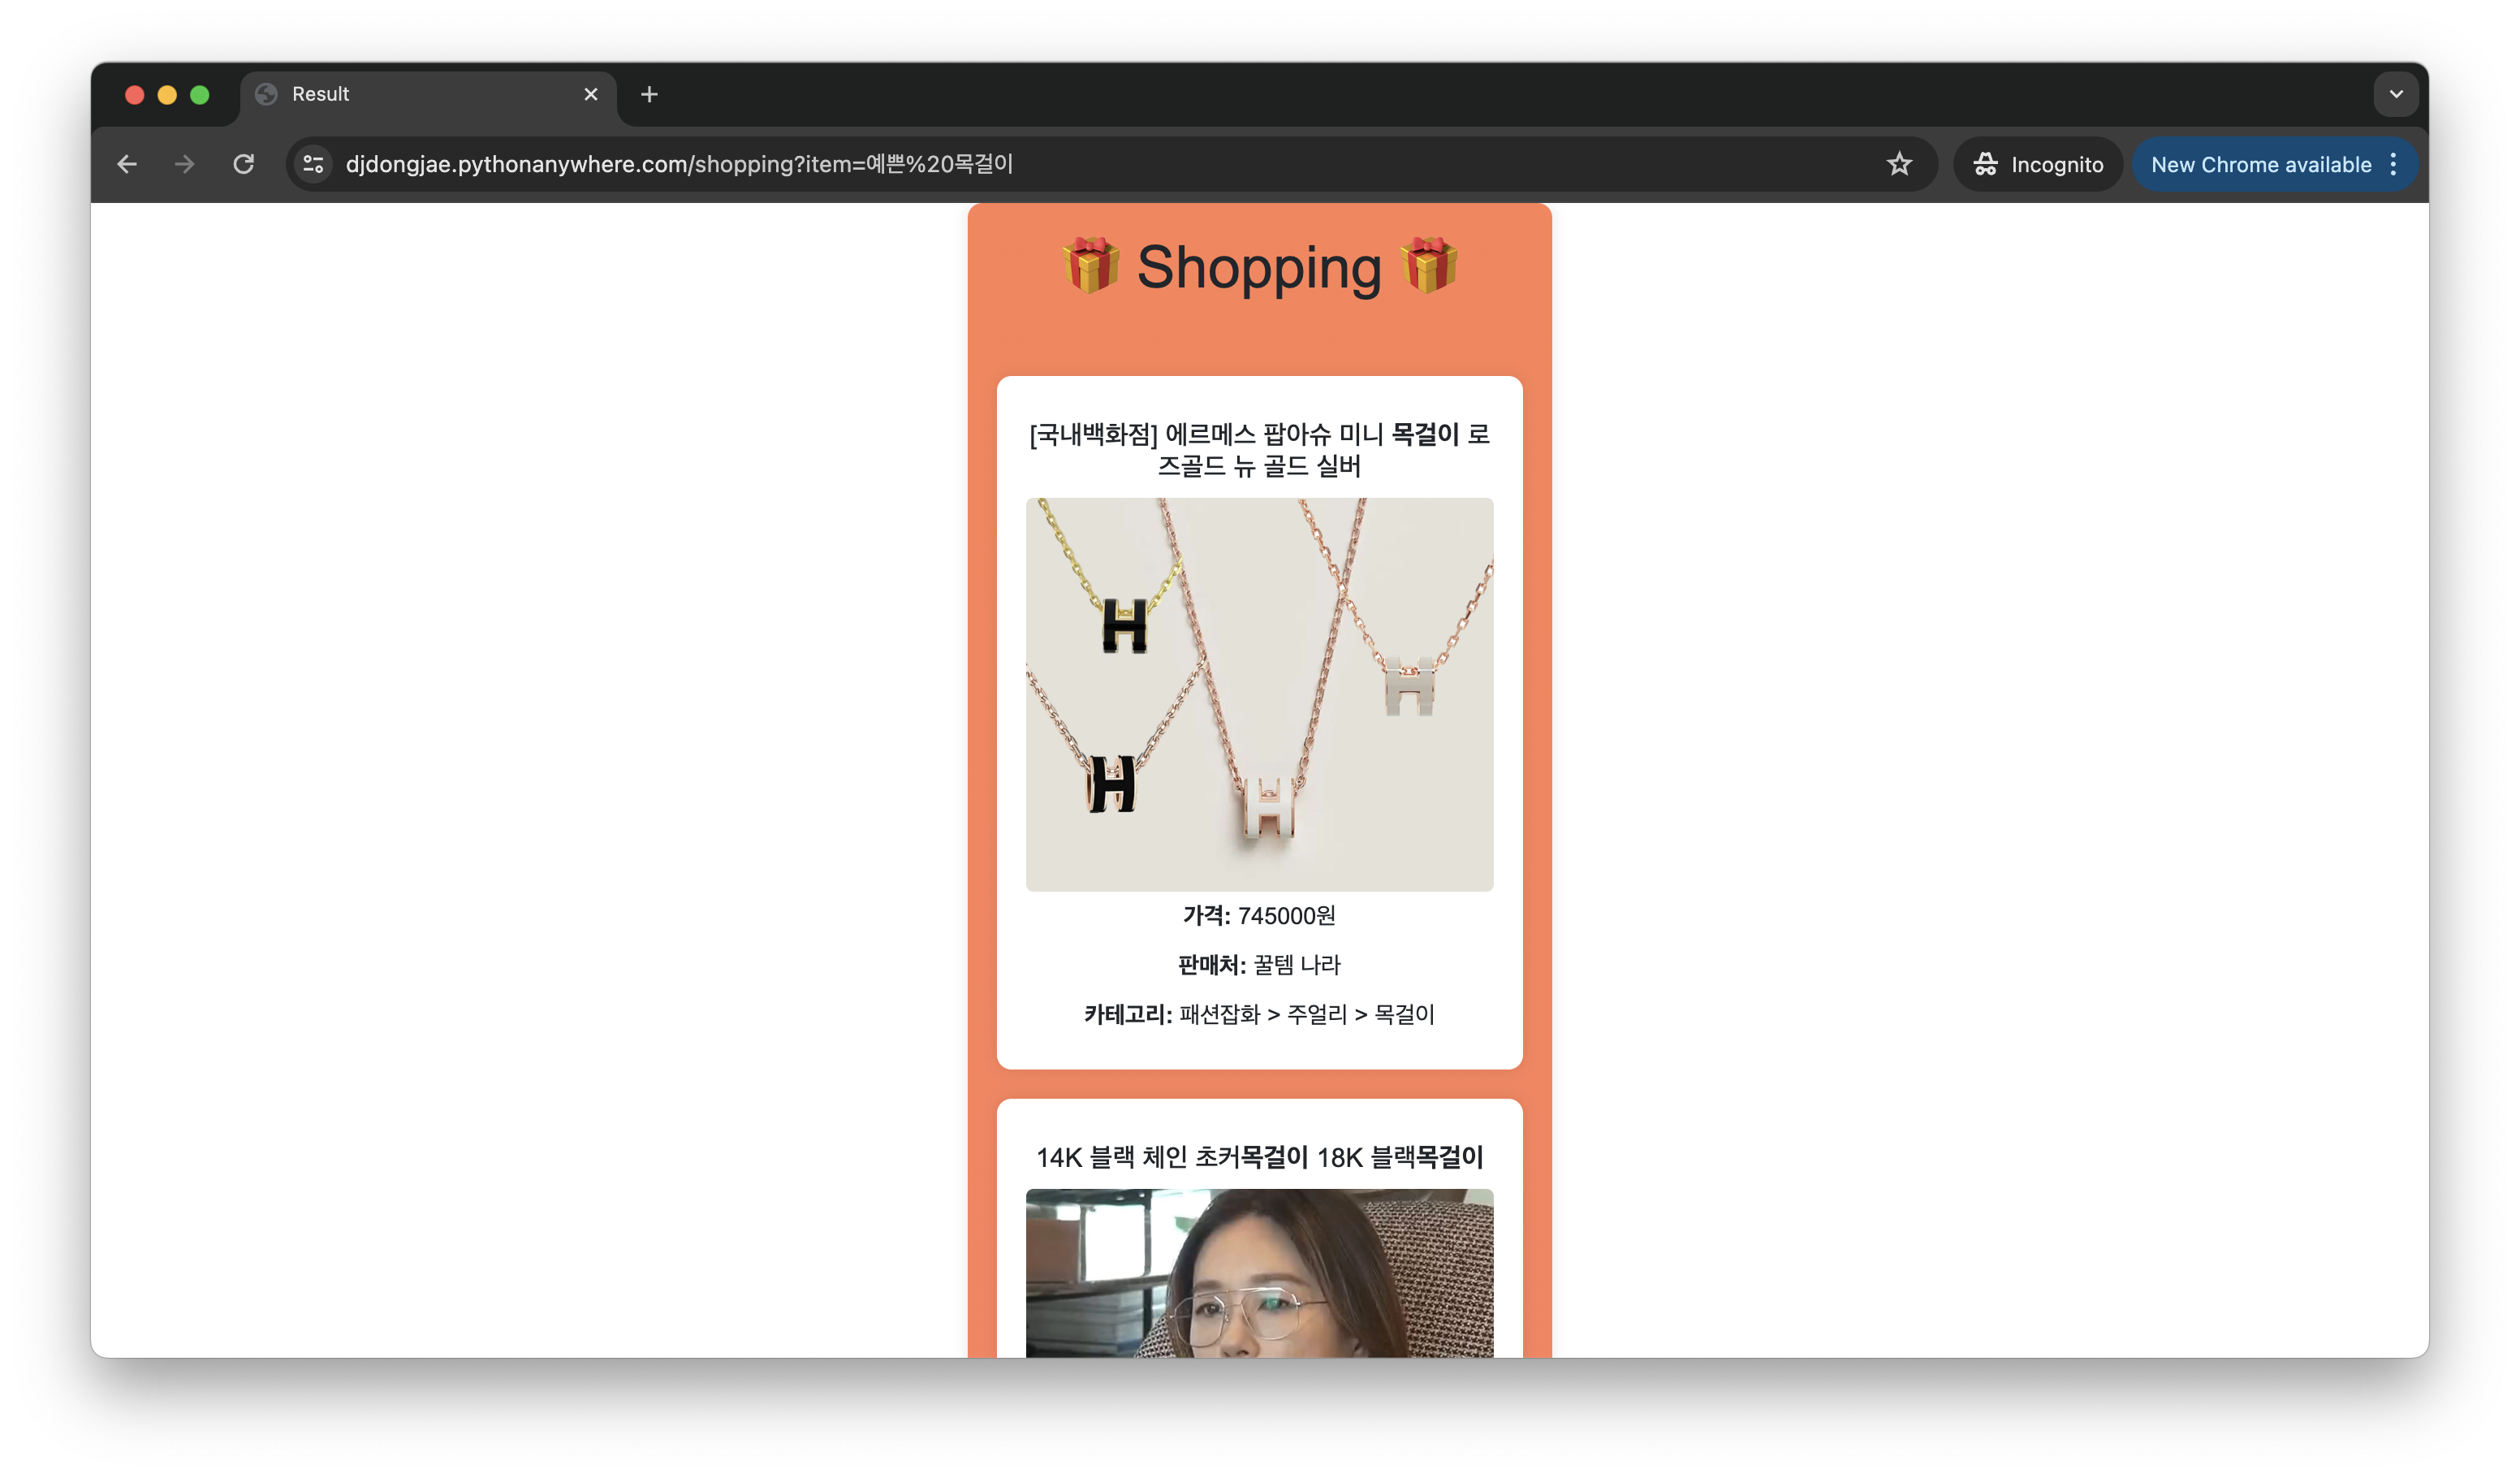 Result
djdongjae.pythonanywhere.com/shopping?item=예쁜%20목걸이
Incognito
New Chrome available
🎁 Shopping 🎁
[국내백화점] 에르메스 팝아슈 미니 목걸이 로
즈골드 뉴 골드 실버
H
H
H
H
가격: 745000원
판매처: 꿀템 나라
카테고리: 패션잡화 > 주얼리 > 목걸이
14K 블랙 체인 초커목걸이 18K 블랙목걸이